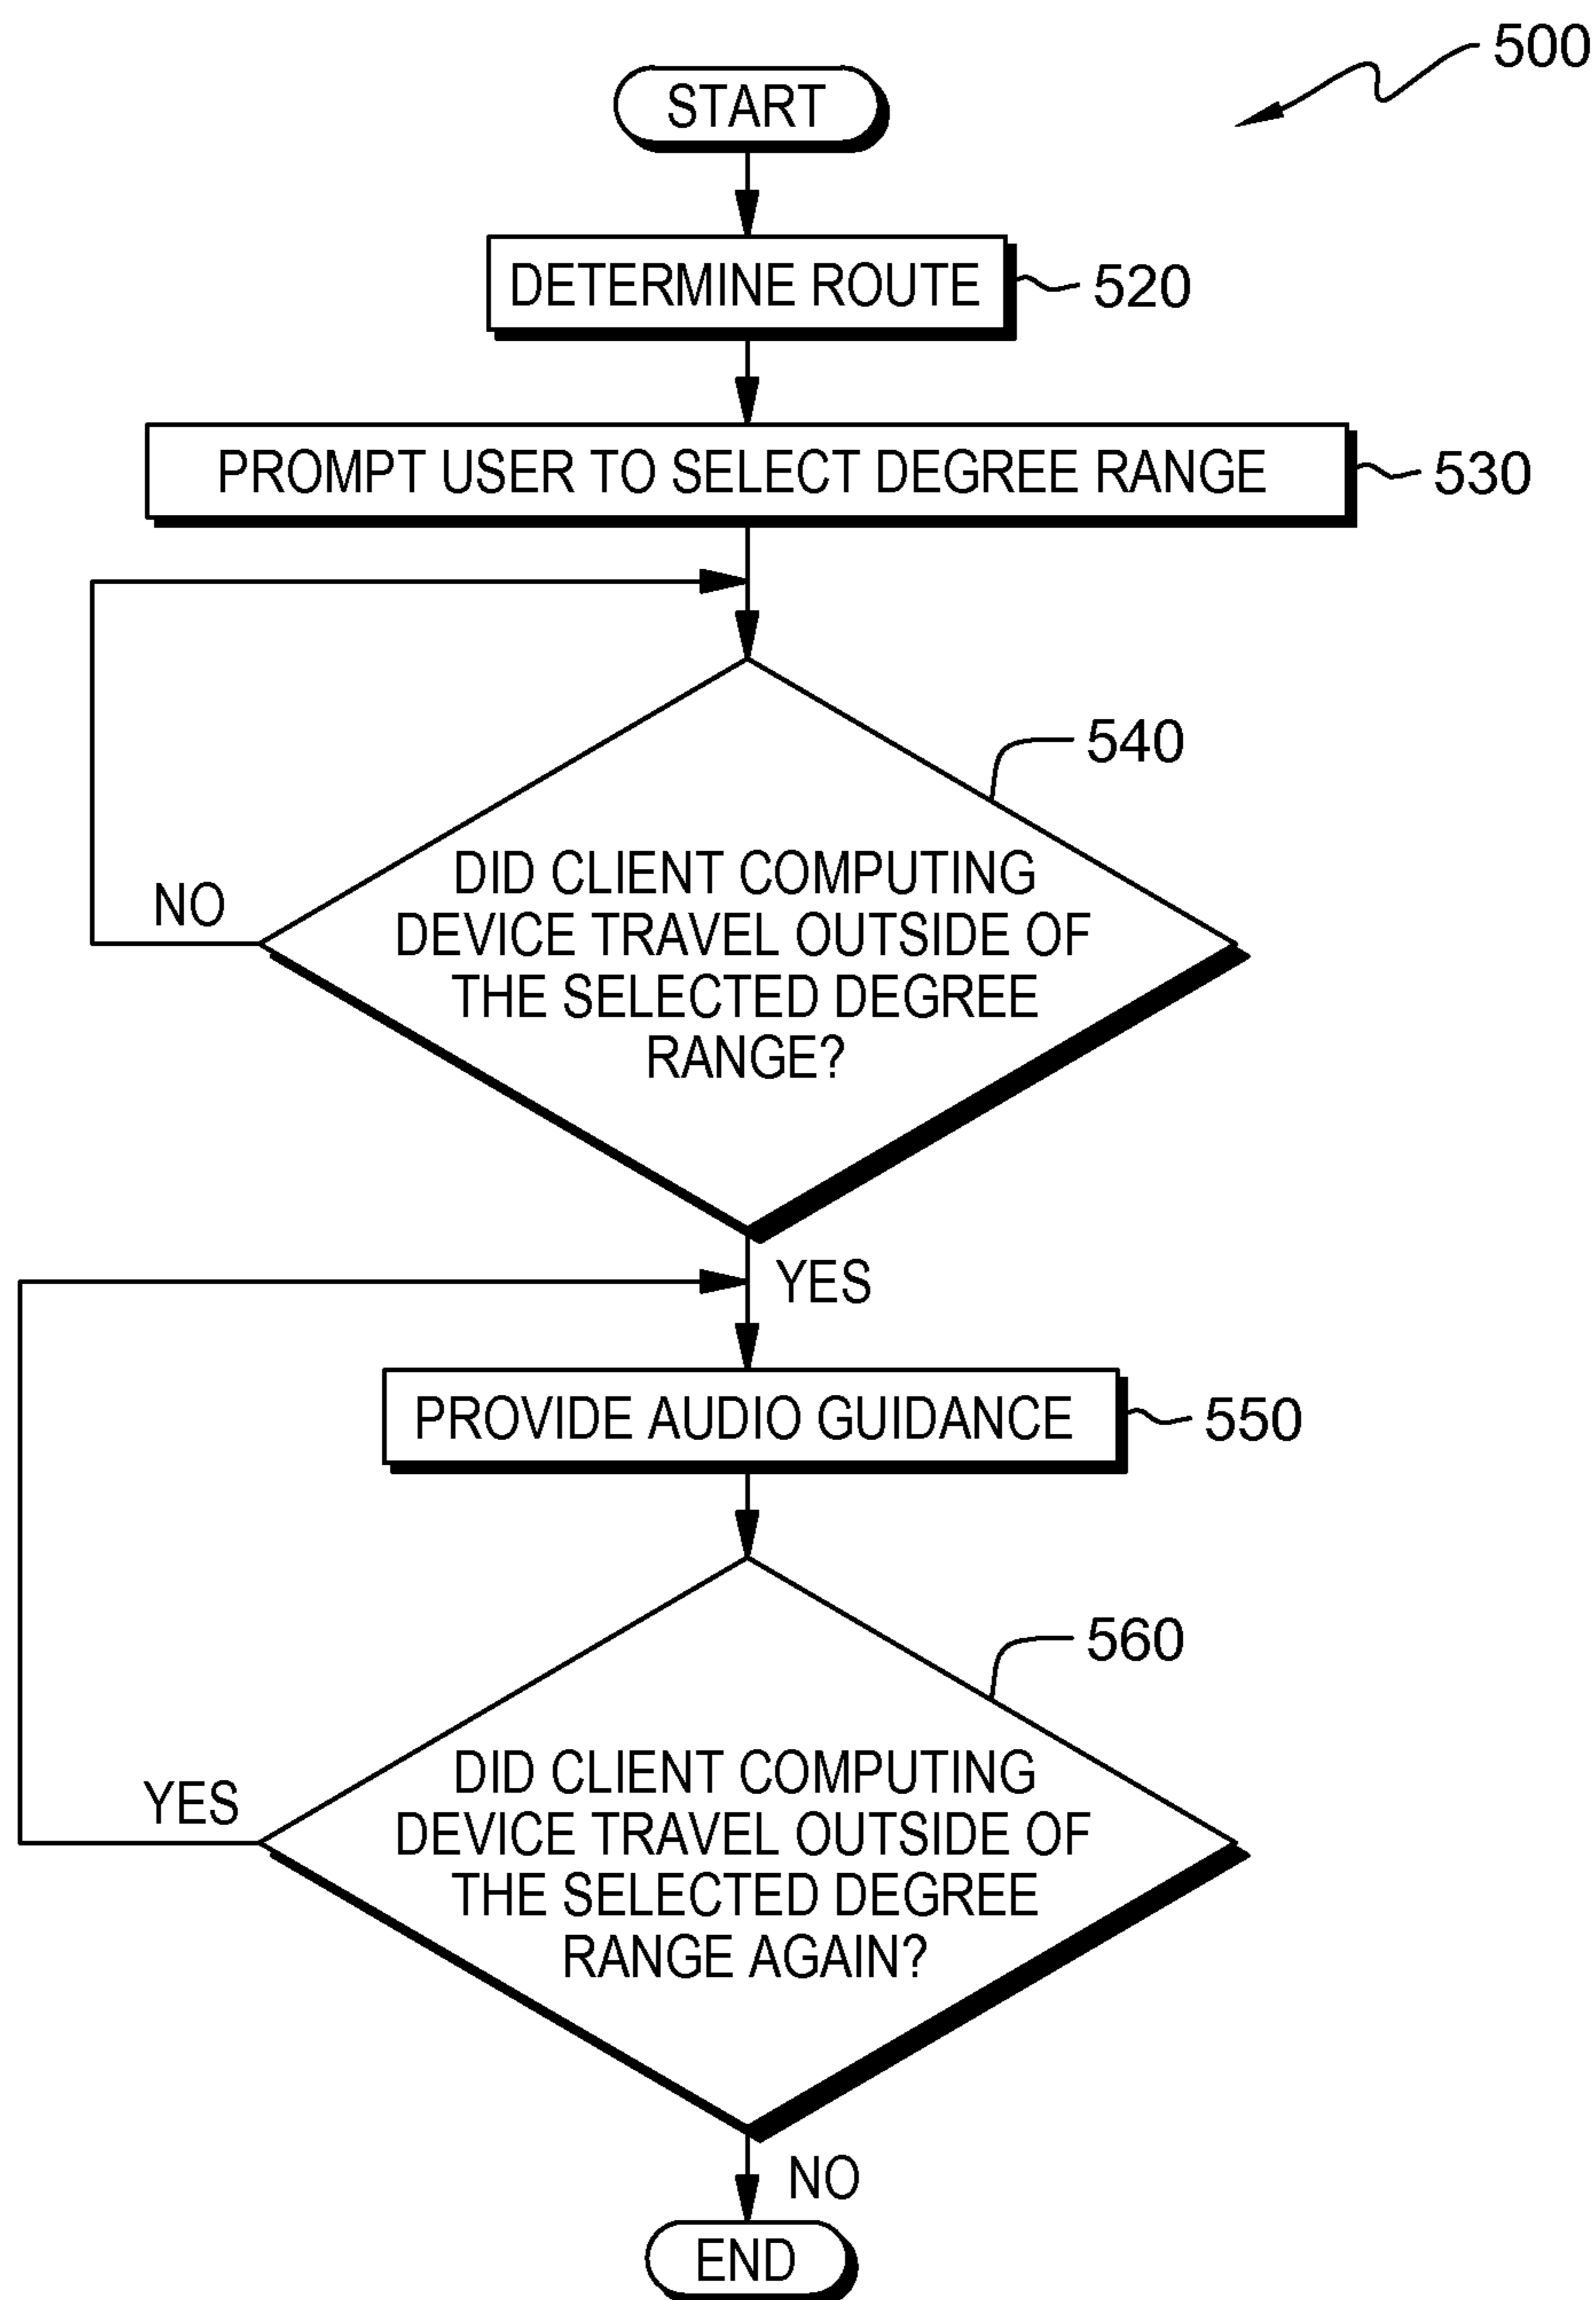 500
START
DETERMINE ROUTE
520
PROMPT USER TO SELECT DEGREE RANGE
530
540
DID CLIENT COMPUTING
DEVICE TRAVEL OUTSIDE OF
THE SELECTED DEGREE
RANGE?
NO
YES
PROVIDE AUDIO GUIDANCE
550
560
DID CLIENT COMPUTING
DEVICE TRAVEL OUTSIDE OF
THE SELECTED DEGREE
RANGE AGAIN?
YES
NO
END